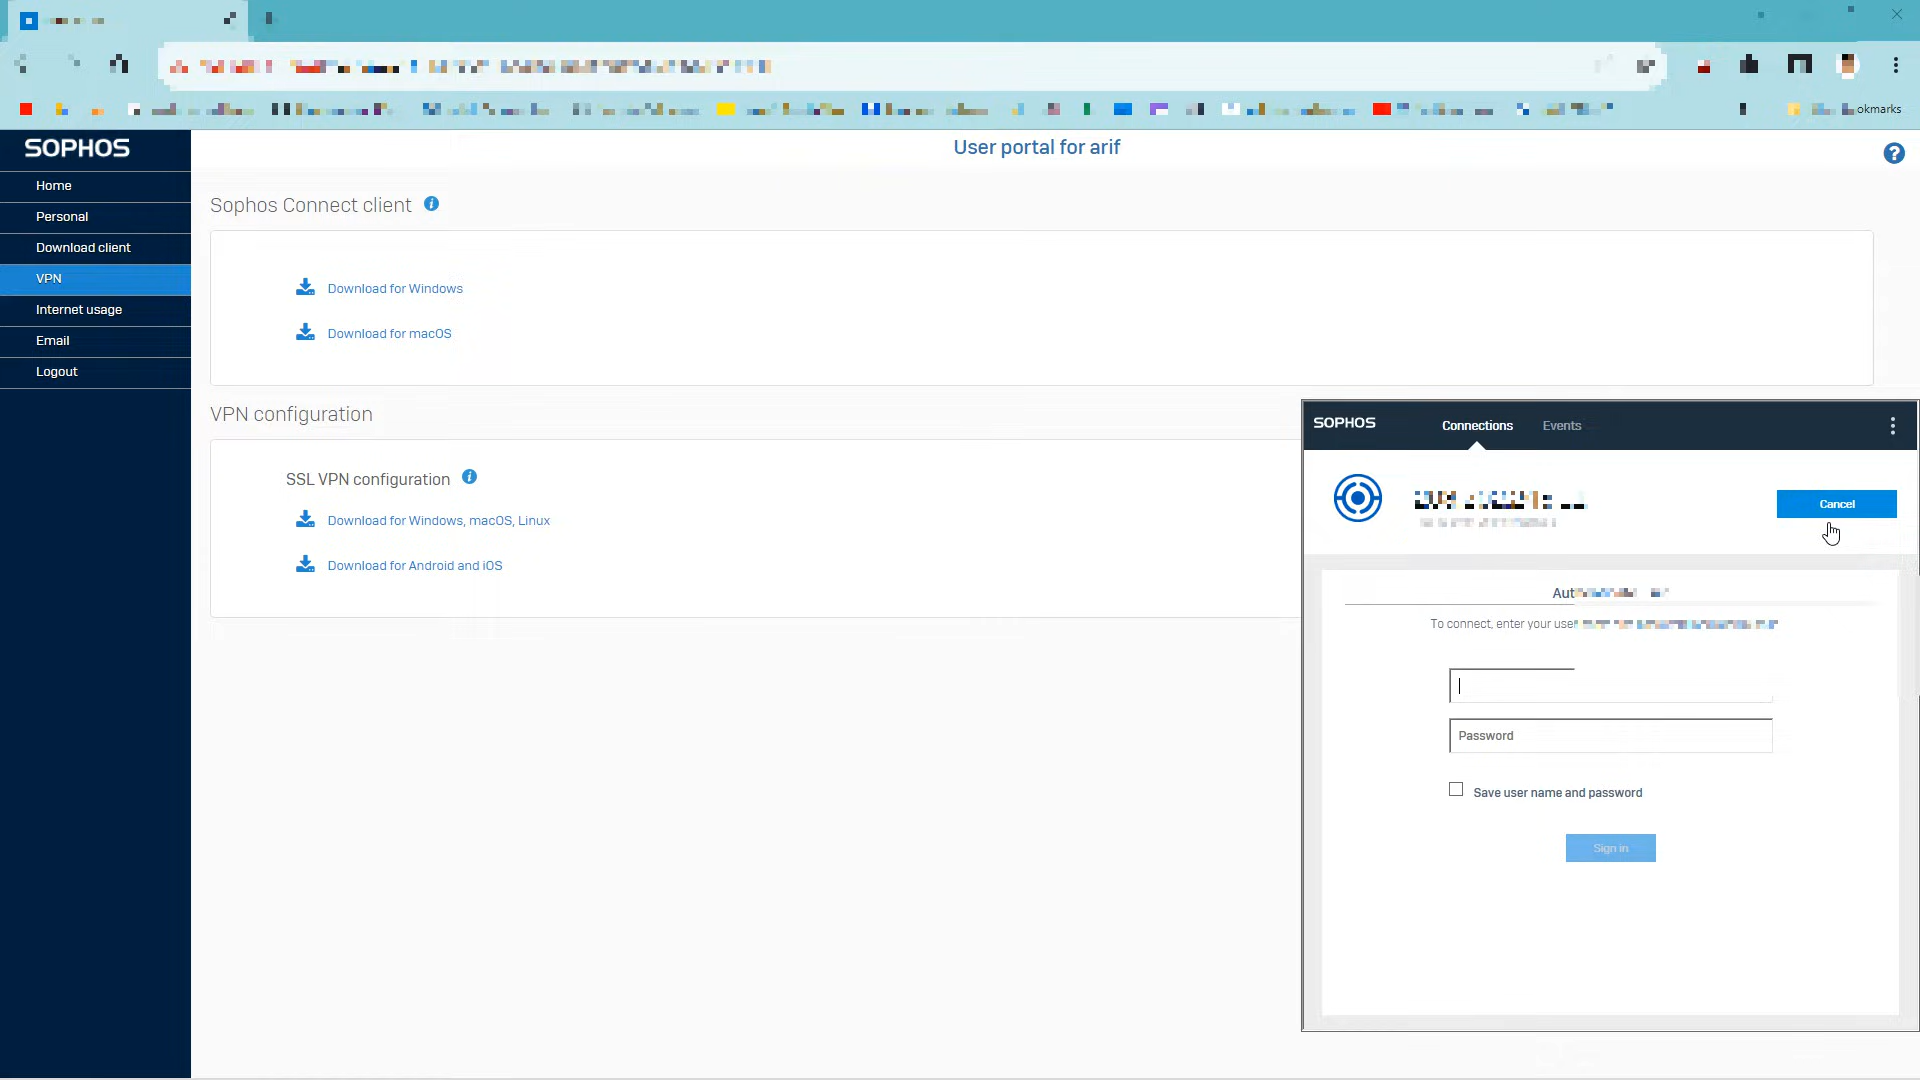 okmarks
SOPHOS
User portal for arif
Home
Personal
Download client
VPN
Internet usage
Email
Logout
Sophos Connect client
Download for Windows
Download for macOS
VPN configuration
SSL VPN configuration
Download for Windows, macOS, Linux
Download for Android and iOS
SOPHOS
Connections
Events
Cancel
Aut
To connect, enter your user
Password
Save user name and password
Sign in